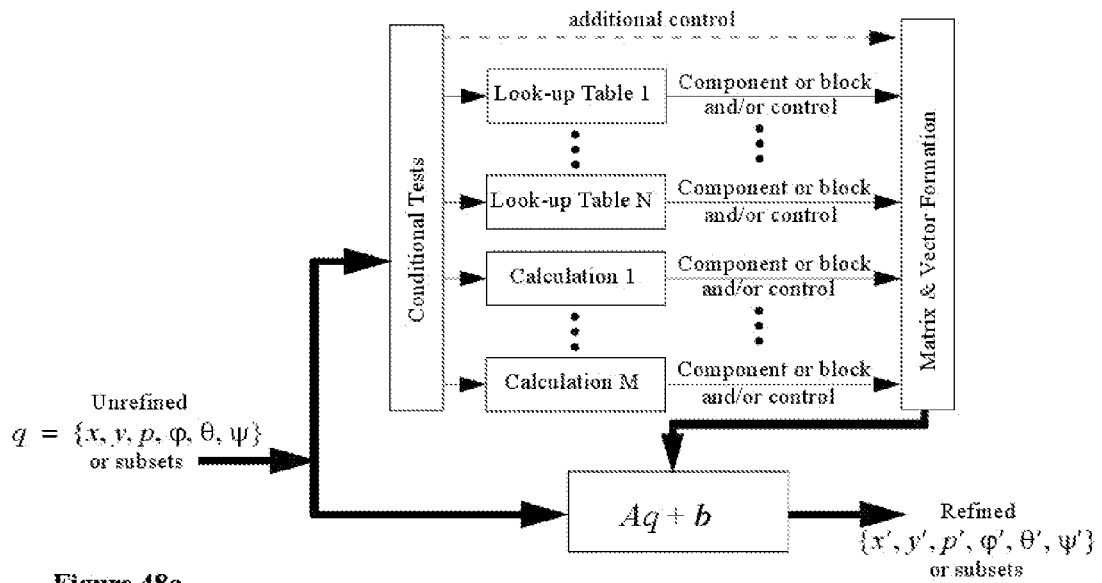 additional control
Look-up Table 1
Component or block
and/or control
Look-up Table N
Component or block
and/or control
Calculation 1
Component or block
and/or control
Calculation M
Component or block
and/or control
Conditional Tests
Matrix & Vector Formation
Unrefined
q = {x, y, p, φ, θ, ψ}
or subsets
Aq + b
Refined
{x′, y′, p′, φ′, θ′, ψ′}
or subsets